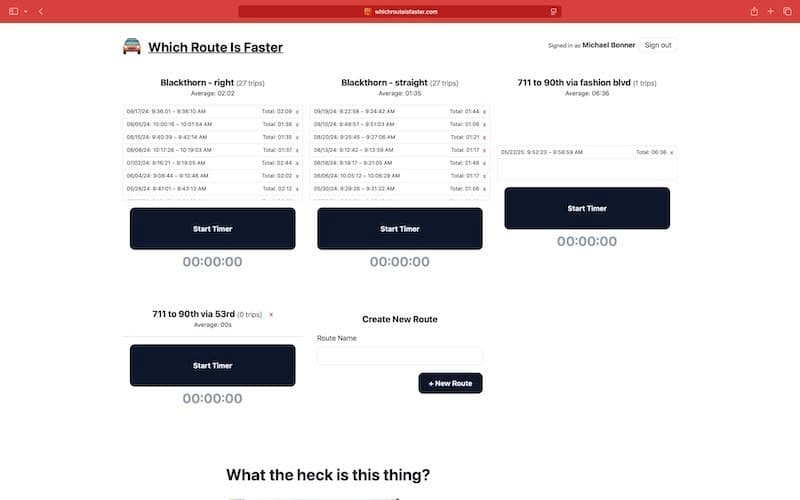 whichrouteisfaster.com
Which Route Is Faster
Signed in as Michael Bonner
Sign out
Blackthorn - right (27 trips)
Average: 02:02
09/17/24: 9:36:01 – 9:38:10 AM Total: 02:09 x
09/05/24: 10:00:16 – 10:01:54 AM Total: 01:38 x
08/15/24: 9:40:39 – 9:42:14 AM Total: 01:35 x
08/08/24: 10:17:26 – 10:19:03 AM Total: 01:37 x
07/02/24: 9:16:21 – 9:19:05 AM Total: 02:44 x
06/04/24: 9:08:44 – 9:10:46 AM Total: 02:02 x
05/28/24: 8:41:01 – 8:43:13 AM Total: 02:12 x
Start Timer
00:00:00
Blackthorn - straight (27 trips)
Average: 01:35
09/19/24: 9:22:58 – 9:24:42 AM Total: 01:44 x
09/10/24: 9:49:57 – 9:51:03 AM Total: 01:06 x
08/20/24: 9:25:45 – 9:27:06 AM Total: 01:21 x
08/13/24: 9:12:42 – 9:13:59 AM Total: 01:17 x
Total: 01:48 x
06/06/24: 10:05:12 – 10:06:29 AM Total: 01:17 x
05/30/24: 9:29:26 – 9:31:22 AM Total: 01:56 x
Start Timer
00:00:00
711 to 90th via fashion blvd (1 trips)
Average: 06:36
05/22/25: 9:52:23 – 9:58:59 AM Total: 06:36 x
Start Timer
00:00:00
711 to 90th via 53rd (0 trips) x
Average: 00s
Start Timer
00:00:00
Create New Route
Route Name
+ New Route
What the heck is this thing?